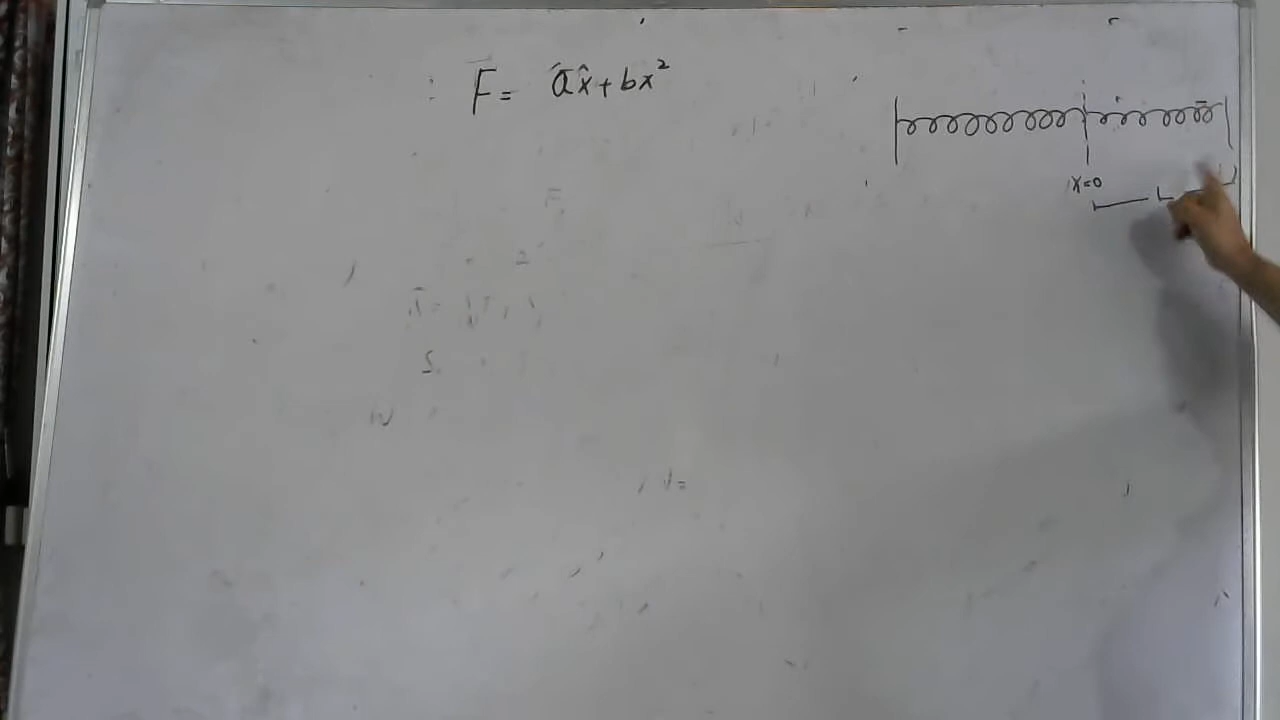 F = ax + bx²
x=0
L